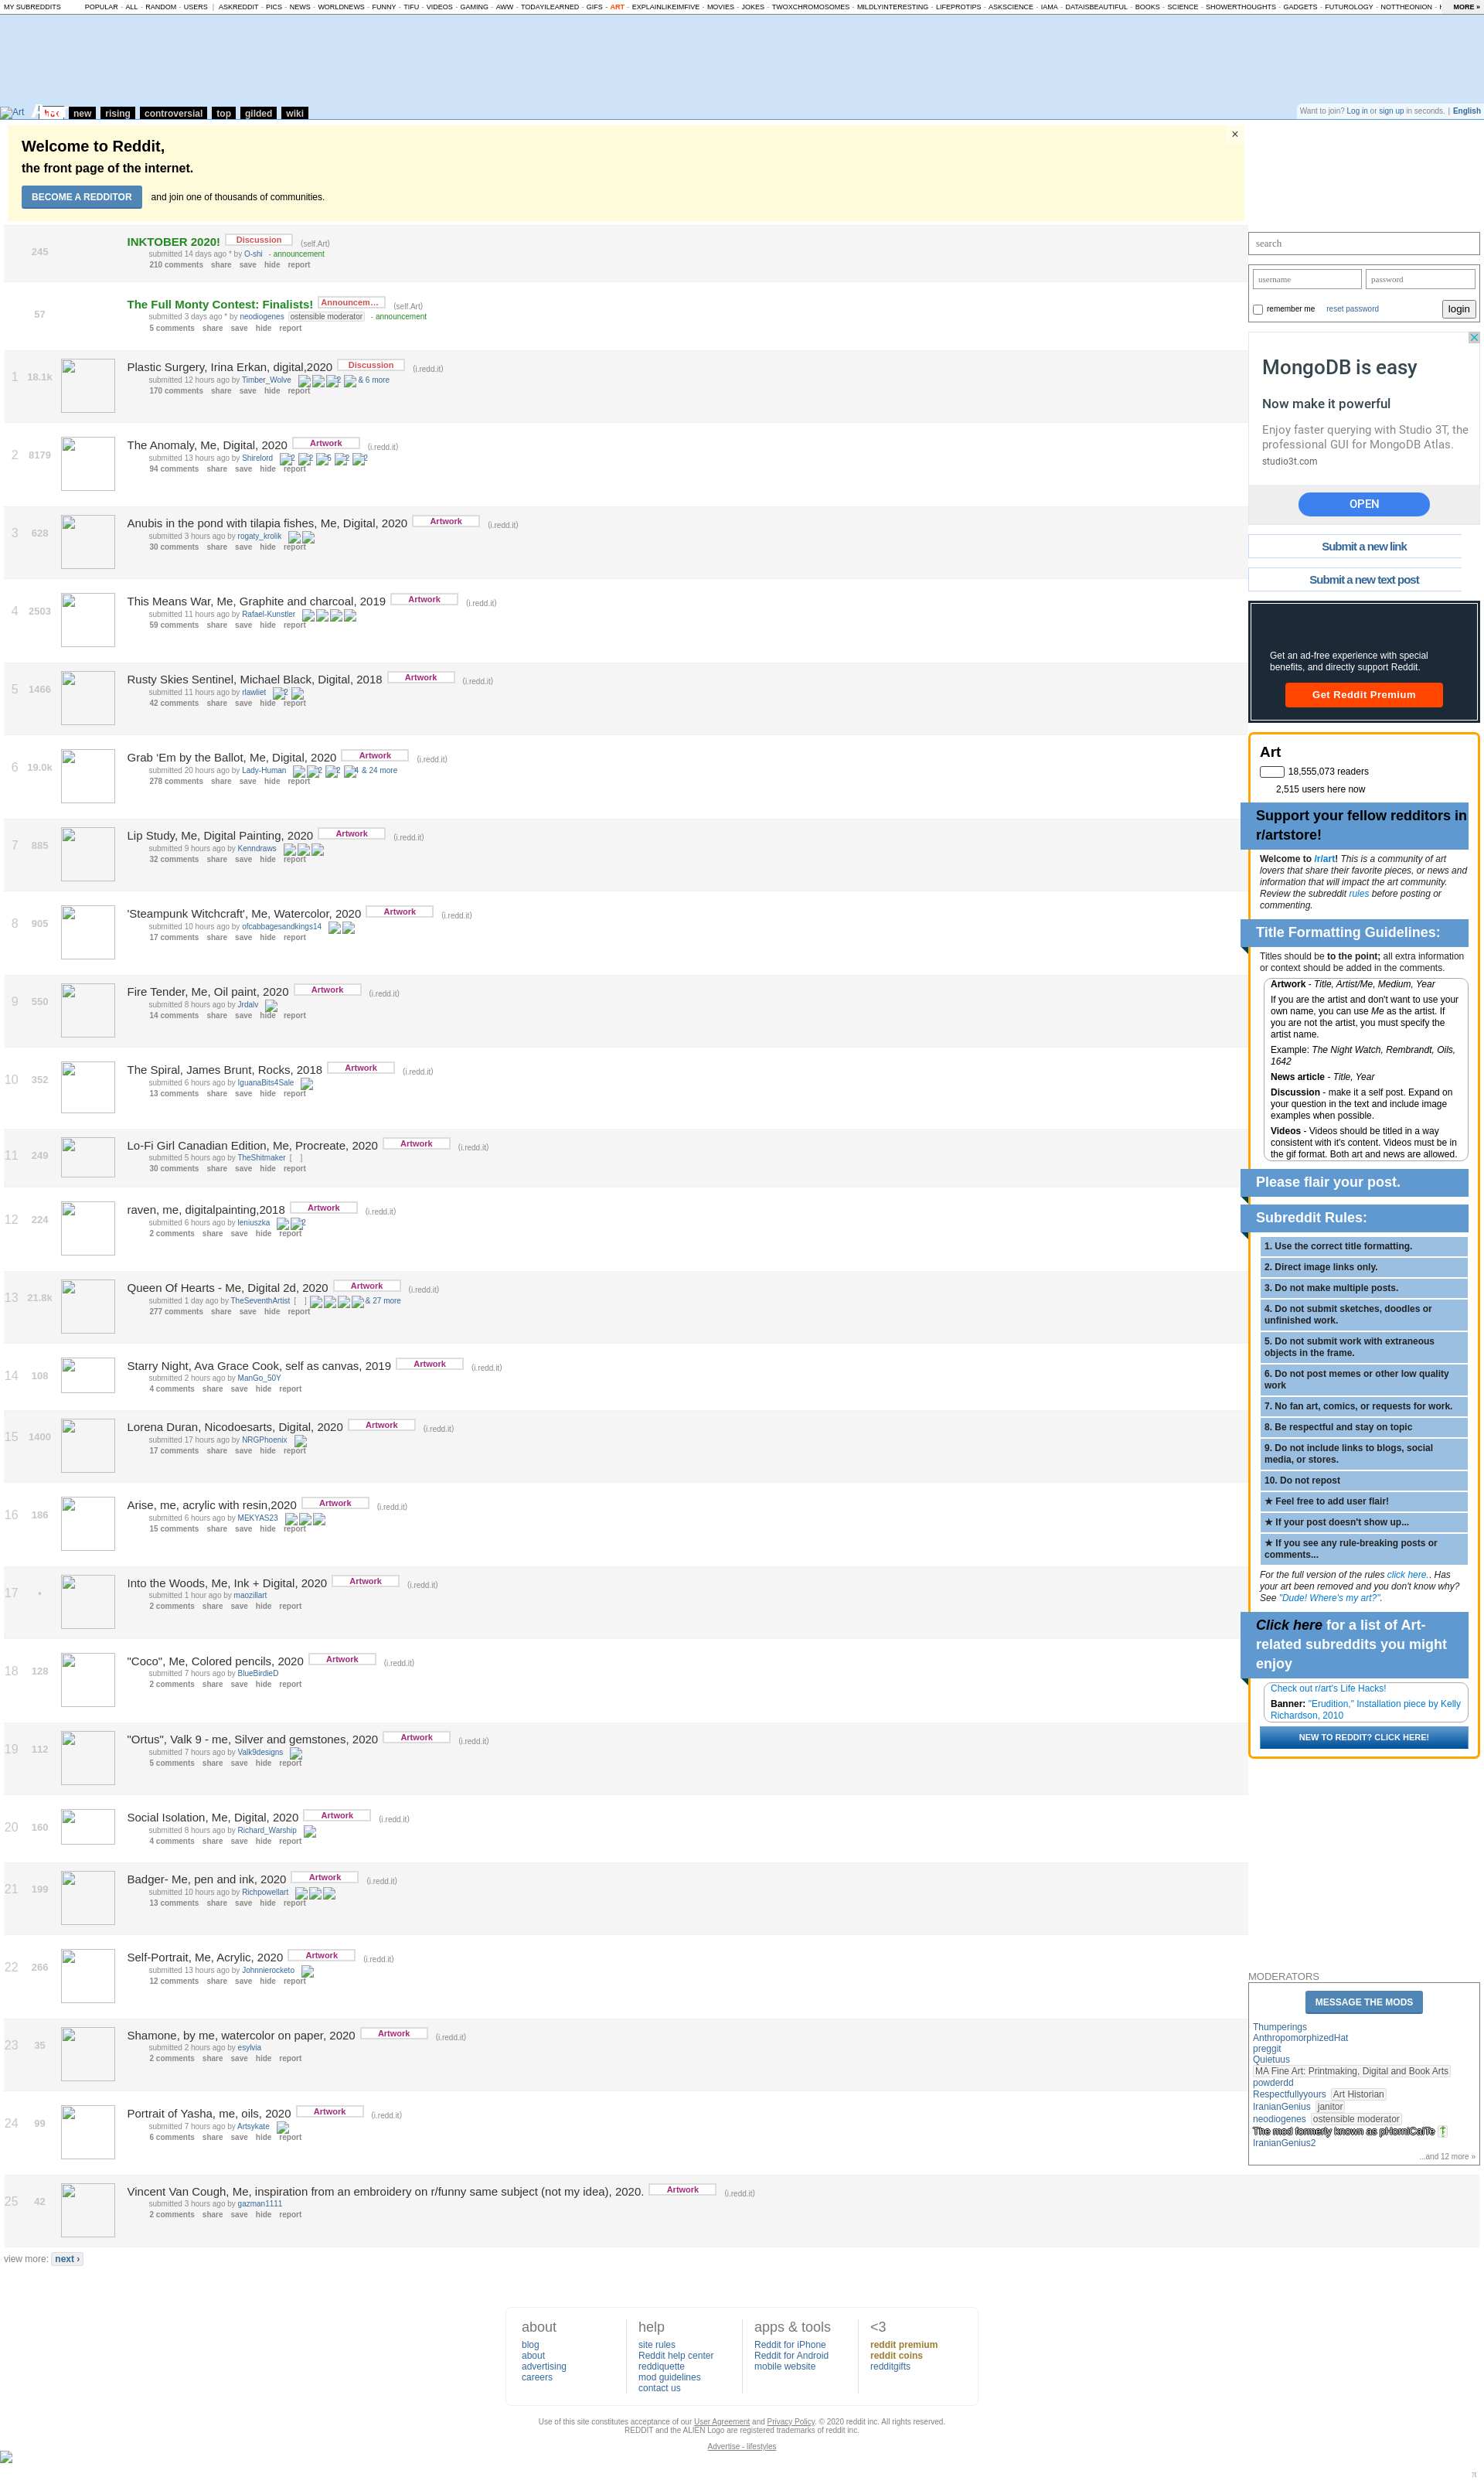 MY SUBREDDITS POPULAR - ALL - RANDOM - USERS | ASKREDDIT - PICS - NEWS - WORLDNEWS - FUNNY - TIFU - VIDEOS - GAMING - AWW - TODAYILEARNED - GIFS - ART - EXPLAINLIKEIMFIVE - MOVIES - JOKES - TWOXCHROMOSOMES - MILDLYINTERESTING - LIFEPROTIPS - ASKSCIENCE - IAMA - DATAISBEAUTIFUL - BOOKS - SCIENCE - SHOWERTHOUGHTS - GADGETS - FUTUROLOGY - NOTTHEONION - MORE »
Art hot new rising controversial top gilded wiki
Want to join? Log in or sign up in seconds. | English
Welcome to Reddit,
the front page of the internet.
BECOME A REDDITOR and join one of thousands of communities.
×
245
INKTOBER 2020! Discussion (self.Art)
submitted 14 days ago * by O-shi - announcement
210 comments share save hide report
57
The Full Monty Contest: Finalists! Announcem... (self.Art)
submitted 3 days ago * by neodiogenes ostensible moderator - announcement
5 comments share save hide report
1 18.1k
Plastic Surgery, Irina Erkan, digital,2020 Discussion (i.redd.it)
submitted 12 hours ago by Timber_Wolve 2 & 6 more
170 comments share save hide report
2 8179
The Anomaly, Me, Digital, 2020 Artwork (i.redd.it)
submitted 13 hours ago by Shirelord 2 2 5 2 2
94 comments share save hide report
3 628
Anubis in the pond with tilapia fishes, Me, Digital, 2020 Artwork (i.redd.it)
submitted 3 hours ago by rogaty_krolik
30 comments share save hide report
4 2503
This Means War, Me, Graphite and charcoal, 2019 Artwork (i.redd.it)
submitted 11 hours ago by Rafael-Kunstler
59 comments share save hide report
5 1466
Rusty Skies Sentinel, Michael Black, Digital, 2018 Artwork (i.redd.it)
submitted 11 hours ago by rlawliet 2
42 comments share save hide report
6 19.0k
Grab 'Em by the Ballot, Me, Digital, 2020 Artwork (i.redd.it)
submitted 20 hours ago by Lady-Human 2 2 4 & 24 more
278 comments share save hide report
7 885
Lip Study, Me, Digital Painting, 2020 Artwork (i.redd.it)
submitted 9 hours ago by Kenndraws
32 comments share save hide report
8 905
'Steampunk Witchcraft', Me, Watercolor, 2020 Artwork (i.redd.it)
submitted 10 hours ago by ofcabbagesandkings14
17 comments share save hide report
9 550
Fire Tender, Me, Oil paint, 2020 Artwork (i.redd.it)
submitted 8 hours ago by Jrdalv
14 comments share save hide report
10 352
The Spiral, James Brunt, Rocks, 2018 Artwork (i.redd.it)
submitted 6 hours ago by IguanaBits4Sale
13 comments share save hide report
11 249
Lo-Fi Girl Canadian Edition, Me, Procreate, 2020 Artwork (i.redd.it)
submitted 5 hours ago by TheShitmaker [ ]
30 comments share save hide report
12 224
raven, me, digitalpainting,2018 Artwork (i.redd.it)
submitted 6 hours ago by leniuszka 2
2 comments share save hide report
13 21.8k
Queen Of Hearts - Me, Digital 2d, 2020 Artwork (i.redd.it)
submitted 1 day ago by TheSeventhArtist [ ] & 27 more
277 comments share save hide report
14 108
Starry Night, Ava Grace Cook, self as canvas, 2019 Artwork (i.redd.it)
submitted 2 hours ago by ManGo_50Y
4 comments share save hide report
15 1400
Lorena Duran, Nicodoesarts, Digital, 2020 Artwork (i.redd.it)
submitted 17 hours ago by NRGPhoenix
17 comments share save hide report
16 186
Arise, me, acrylic with resin,2020 Artwork (i.redd.it)
submitted 6 hours ago by MEKYAS23
15 comments share save hide report
17 •
Into the Woods, Me, Ink + Digital, 2020 Artwork (i.redd.it)
submitted 1 hour ago by maozillart
2 comments share save hide report
18 128
"Coco", Me, Colored pencils, 2020 Artwork (i.redd.it)
submitted 7 hours ago by BlueBirdieD
2 comments share save hide report
19 112
"Ortus", Valk 9 - me, Silver and gemstones, 2020 Artwork (i.redd.it)
submitted 7 hours ago by Valk9designs
5 comments share save hide report
20 160
Social Isolation, Me, Digital, 2020 Artwork (i.redd.it)
submitted 8 hours ago by Richard_Warship
4 comments share save hide report
21 199
Badger- Me, pen and ink, 2020 Artwork (i.redd.it)
submitted 10 hours ago by Richpowellart
13 comments share save hide report
22 266
Self-Portrait, Me, Acrylic, 2020 Artwork (i.redd.it)
submitted 13 hours ago by Johnnierocketo
12 comments share save hide report
23 35
Shamone, by me, watercolor on paper, 2020 Artwork (i.redd.it)
submitted 2 hours ago by esylvia
2 comments share save hide report
24 99
Portrait of Yasha, me, oils, 2020 Artwork (i.redd.it)
submitted 7 hours ago by Artsykate
6 comments share save hide report
25 42
Vincent Van Cough, Me, inspiration from an embroidery on r/funny same subject (not my idea), 2020. Artwork (i.redd.it)
submitted 3 hours ago by gazman1111
2 comments share save hide report
view more: next ›
search
username password
remember me reset password login
MongoDB is easy
Now make it powerful
Enjoy faster querying with Studio 3T, the
professional GUI for MongoDB Atlas.
studio3t.com
OPEN
Submit a new link
Submit a new text post
Get an ad-free experience with special
benefits, and directly support Reddit.
Get Reddit Premium
Art
18,555,073 readers
2,515 users here now
Support your fellow redditors in
r/artstore!
Welcome to /r/art! This is a community of art
lovers that share their favorite pieces, or news and
information that will impact the art community.
Review the subreddit rules before posting or
commenting.
Title Formatting Guidelines:
Titles should be to the point; all extra information
or context should be added in the comments.
Artwork - Title, Artist/Me, Medium, Year
If you are the artist and don't want to use your
own name, you can use Me as the artist. If
you are not the artist, you must specify the
artist name.
Example: The Night Watch, Rembrandt, Oils,
1642
News article - Title, Year
Discussion - make it a self post. Expand on
your question in the text and include image
examples when possible.
Videos - Videos should be titled in a way
consistent with it's content. Videos must be in
the gif format. Both art and news are allowed.
Please flair your post.
Subreddit Rules:
1. Use the correct title formatting.
2. Direct image links only.
3. Do not make multiple posts.
4. Do not submit sketches, doodles or
unfinished work.
5. Do not submit work with extraneous
objects in the frame.
6. Do not post memes or other low quality
work
7. No fan art, comics, or requests for work.
8. Be respectful and stay on topic
9. Do not include links to blogs, social
media, or stores.
10. Do not repost
★ Feel free to add user flair!
★ If your post doesn't show up...
★ If you see any rule-breaking posts or
comments...
For the full version of the rules click here.. Has
your art been removed and you don't know why?
See "Dude! Where's my art?".
Click here for a list of Art-
related subreddits you might
enjoy
Check out r/art's Life Hacks!
Banner: "Erudition," Installation piece by Kelly
Richardson, 2010
NEW TO REDDIT? CLICK HERE!
MODERATORS
MESSAGE THE MODS
Thumperings
AnthropomorphizedHat
preggit
Quietuus
MA Fine Art: Printmaking, Digital and Book Arts
powderdd
Respectfullyyours Art Historian
IranianGenius janitor
neodiogenes ostensible moderator
The mod formerly known as pHorniCaiTe
IranianGenius2
...and 12 more »
about
blog
about
advertising
careers
help
site rules
Reddit help center
reddiquette
mod guidelines
contact us
apps & tools
Reddit for iPhone
Reddit for Android
mobile website
<3
reddit premium
reddit coins
redditgifts
Use of this site constitutes acceptance of our User Agreement and Privacy Policy. © 2020 reddit inc. All rights reserved.
REDDIT and the ALIEN Logo are registered trademarks of reddit inc.
Advertise - lifestyles
π